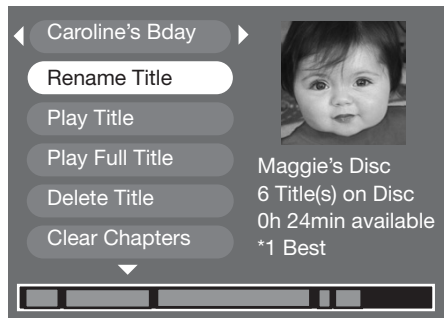 Caroline's Bday
Rename Title
Play Title
Play Full Title
Delete Title
Clear Chapters
Maggie's Disc
6 Title(s) on Disc
0h 24min available
*1 Best